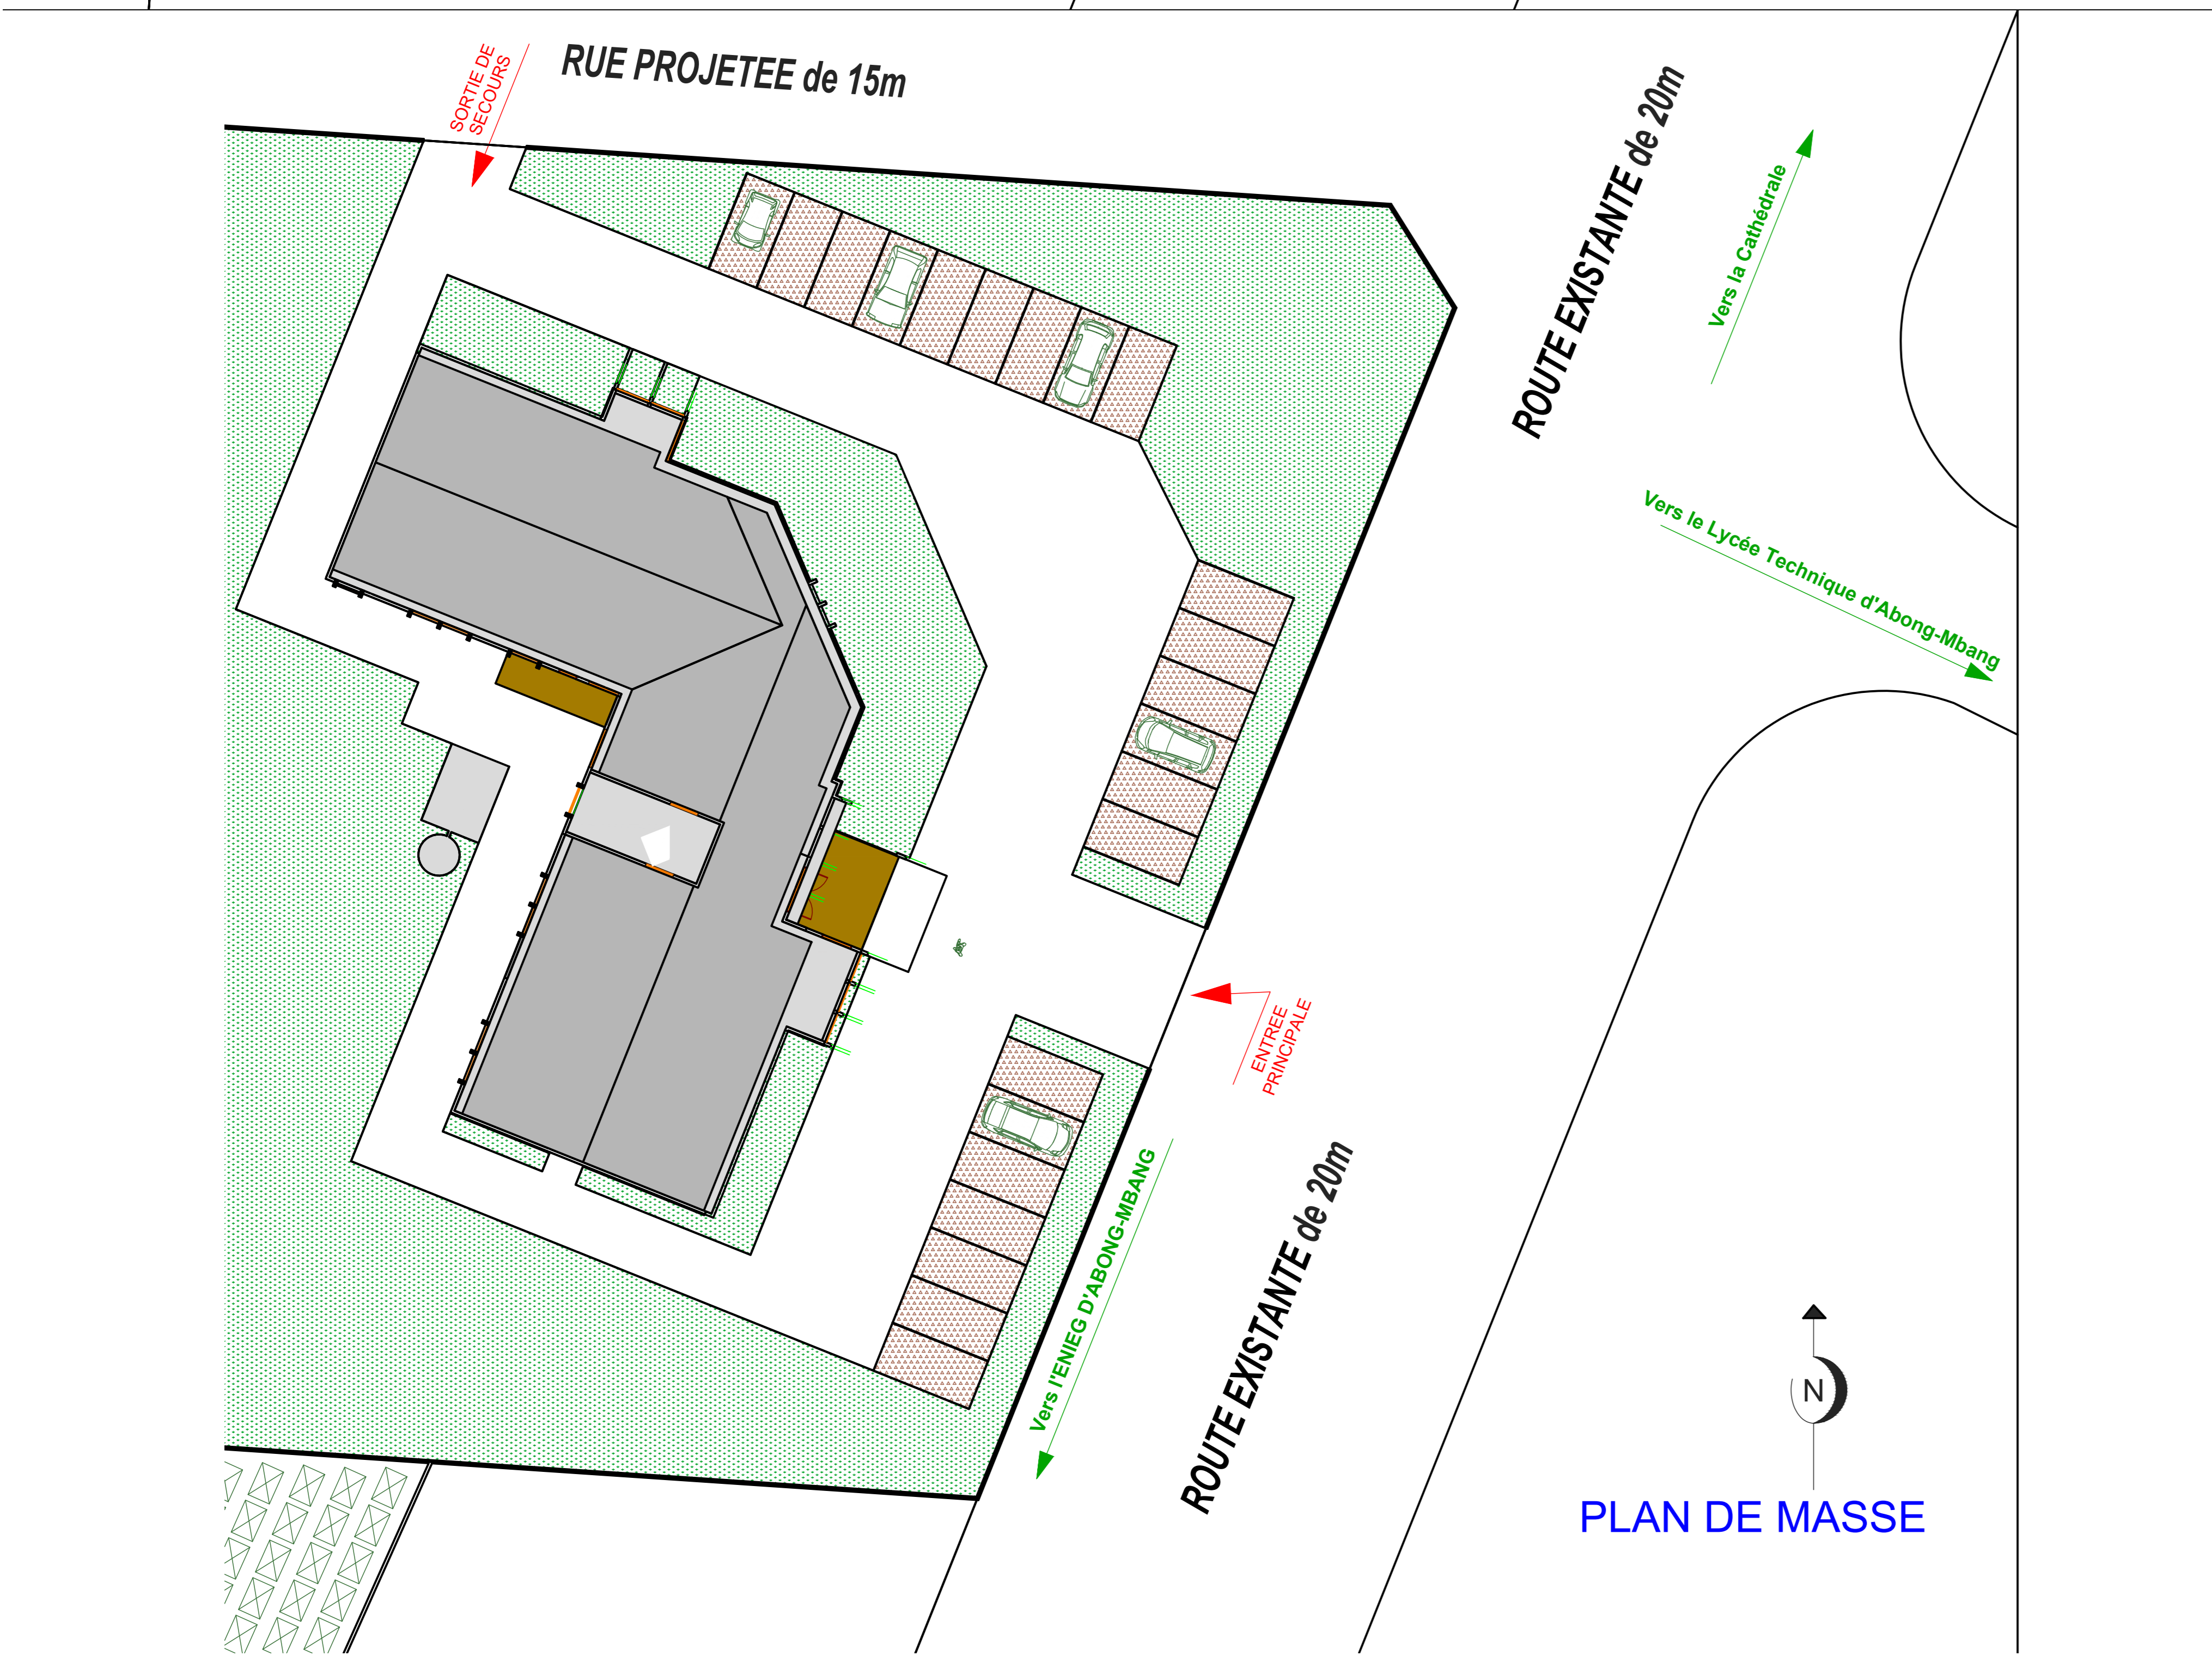 RUE PROJETEE de 15m
SORTIE DE
SECOURS
ROUTE EXISTANTE de 20m
Vers la Cathédrale
Vers le Lycée Technique d'Abong-Mbang
ENTREE
PRINCIPALE
Vers l'ENIEG D'ABONG-MBANG
ROUTE EXISTANTE de 20m
N
PLAN DE MASSE